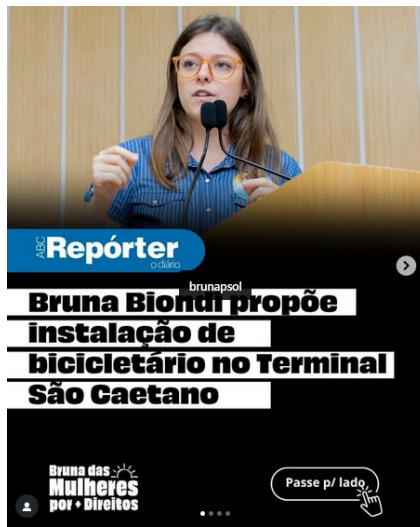 ABC
Repórter
o diário
brunapsol
Bruna Biondi propõe
instalação de
bicicletário no Terminal
São Caetano
Bruna das
Mulheres
por + Direitos
Passe p/ lado